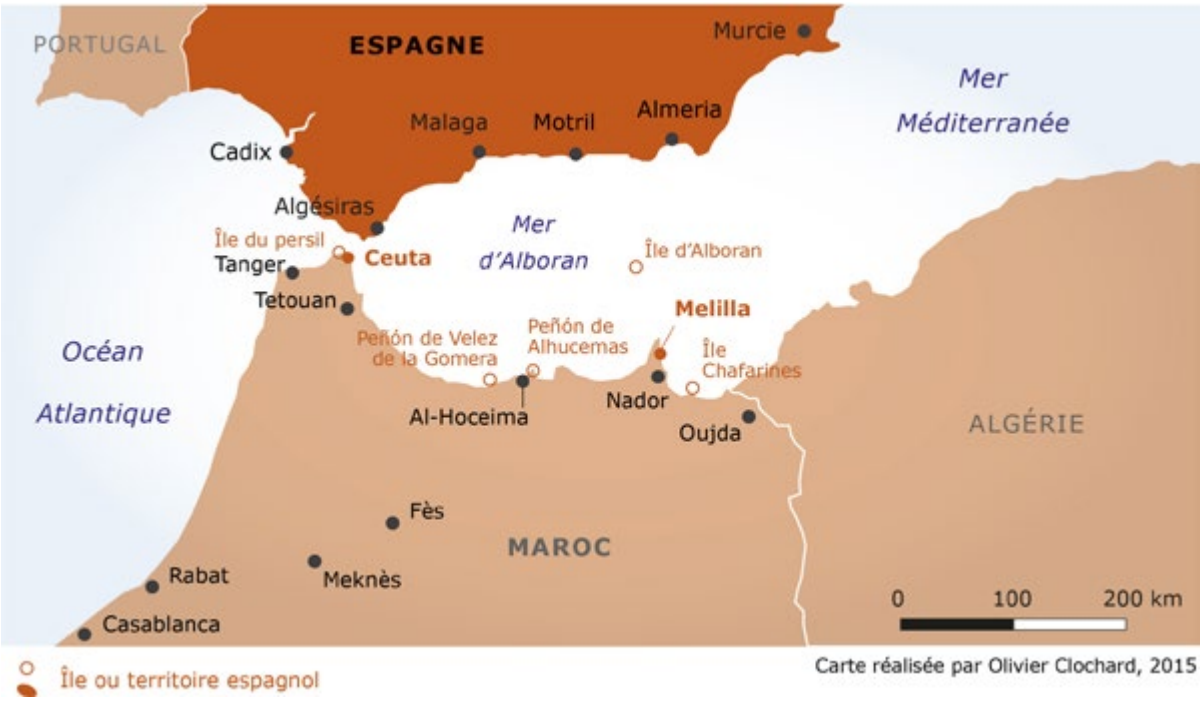 PORTUGAL
ESPAGNE
Murcie
Mer
Méditerranée
Almeria
Malaga
Motril
Cadix
Algésiras
Mer
d'Alboran
Île du persil
Île d'Alboran
Ceuta
Tanger
Tetouan
Melilla
Peñón de Velez
de la Gomera
Peñón de
Alhucemas
Île
Chafarines
Océan
Atlantique
Al-Hoceima
Nador
Oujda
ALGÉRIE
Fès
MAROC
Meknès
Rabat
Casablanca
0 100 200 km
Île ou territoire espagnol
Carte réalisée par Olivier Clochard, 2015